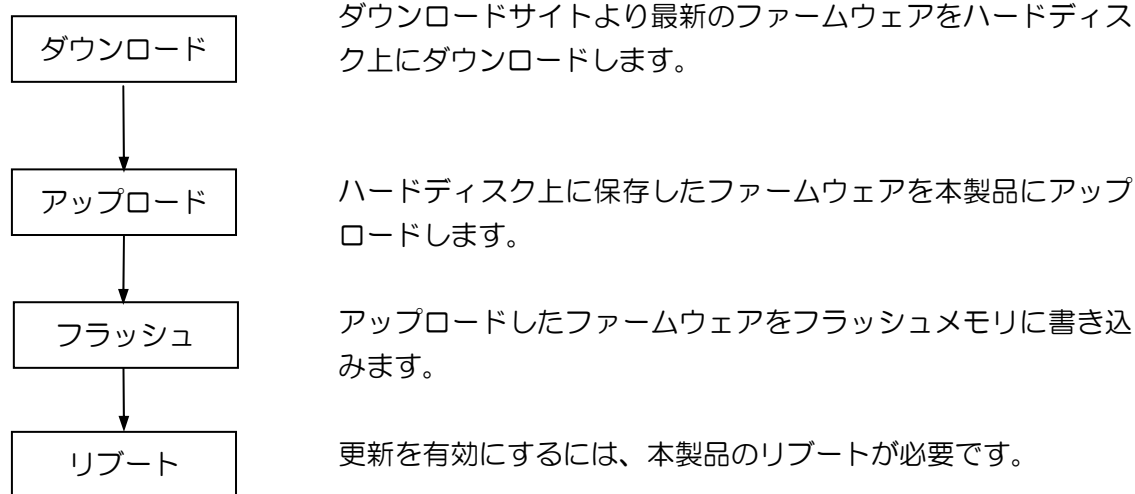 ダウンロード
ダウンロードサイトより最新のファームウェアをハードディス
ク上にダウンロードします。
アップロード
ハードディスク上に保存したファームウェアを本製品にアップ
ロードします。
フラッシュ
アップロードしたファームウェアをフラッシュメモリに書き込
みます。
リブート
更新を有効にするには、本製品のリブートが必要です。